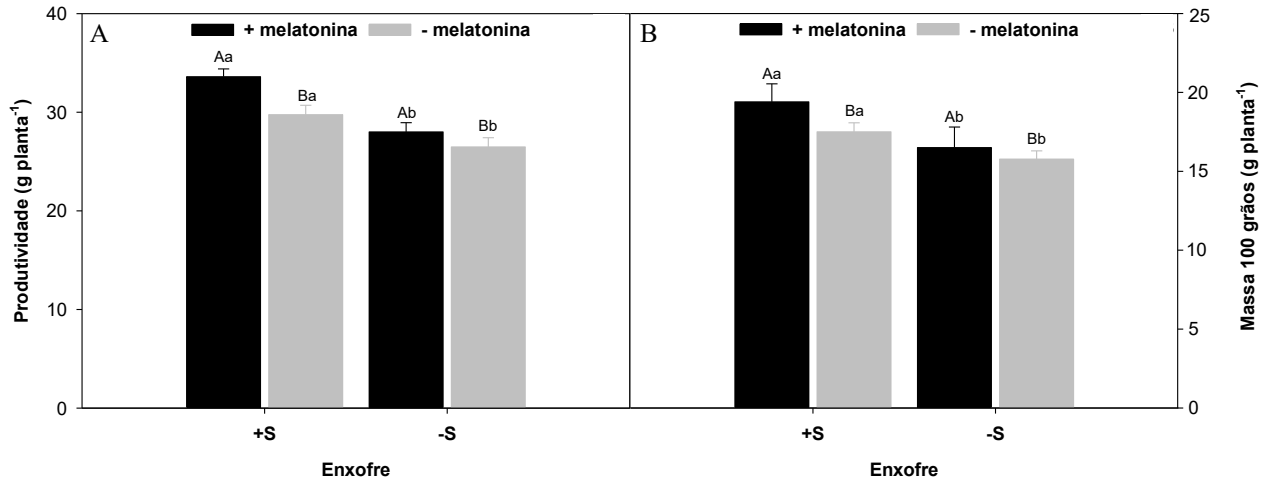 A
+ melatonina
- melatonina
Produtividade (g planta⁻¹)
40
30
20
10
0
Aa
Ba
Ab
Bb
+S
-S
Enxofre
B
+ melatonina
- melatonina
Aa
Ba
Ab
Bb
+S
-S
Enxofre
25
20
15
10
5
0
Massa 100 grãos (g planta⁻¹)